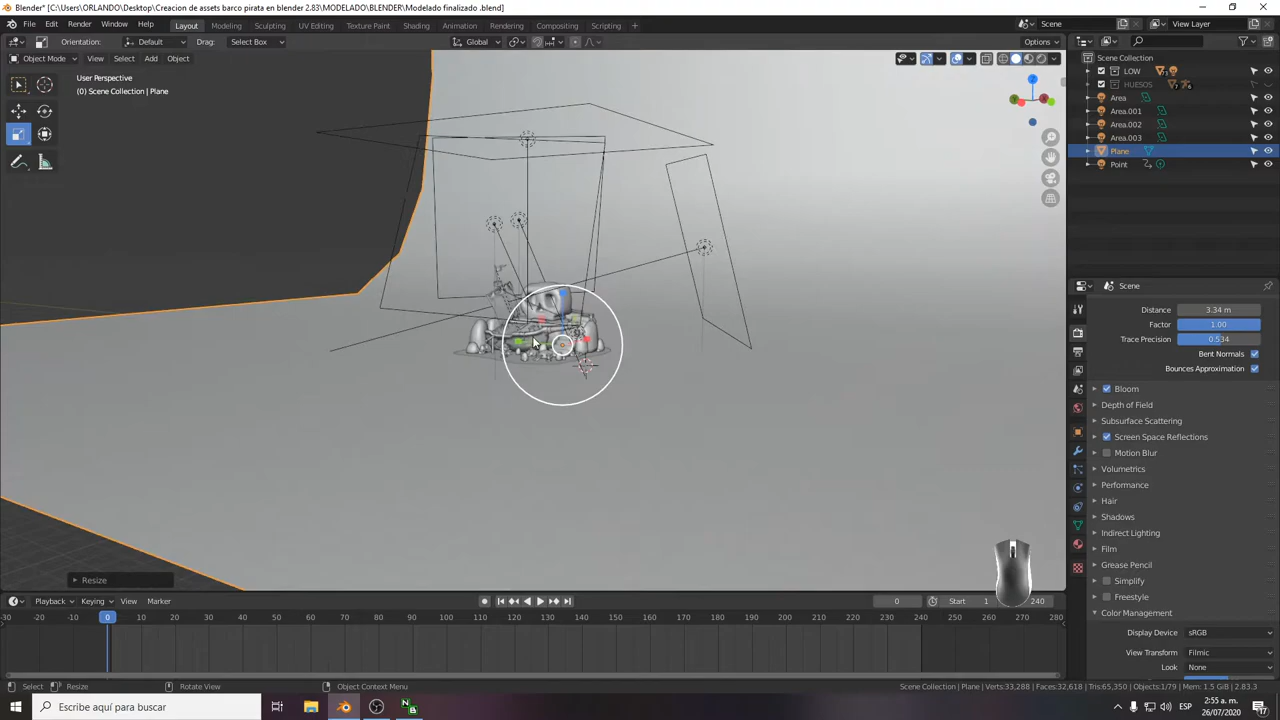 Blender* [C:\Users\ORLANDO\Desktop\Creacion de assets barco pirata en blender 2.83\MODELADO\BLENDER\Modelado finalizado .blend]
File Edit Render Window Help Layout Modeling Sculpting UV Editing Texture Paint Shading Animation Rendering Compositing Scripting + Scene View Layer
Orientation: Default Drag: Select Box Global Options
Object Mode View Select Add Object
User Perspective
(0) Scene Collection | Plane
Scene Collection
LOW
HUESOS
Area
Area.001
Area.002
Area.003
Plane
Point
Scene
Distance 3.34 m
Factor 1.00
Trace Precision 0.534
Bent Normals
Bounces Approximation
Bloom
Depth of Field
Subsurface Scattering
Screen Space Reflections
Motion Blur
Volumetrics
Performance
Hair
Shadows
Indirect Lighting
Film
Grease Pencil
Simplify
Freestyle
Color Management
Display Device sRGB
View Transform Filmic
Look None
Resize
Playback Keying View Marker 0 Start 1 240
-30 -20 -10 0 10 20 30 40 50 60 70 80 90 100 110 120 130 140 150 160 170 180 190 200 210 220 230 240 250 260 270 280
Select Resize Rotate View Object Context Menu Scene Collection | Plane | Verts:33,288 | Faces:32,618 | Tris:65,350 | Objects:1/79 | Mem: 1.5 GiB | 2.83.3
Escribe aquí para buscar
ESP
2:55 a. m.
26/07/2020
17